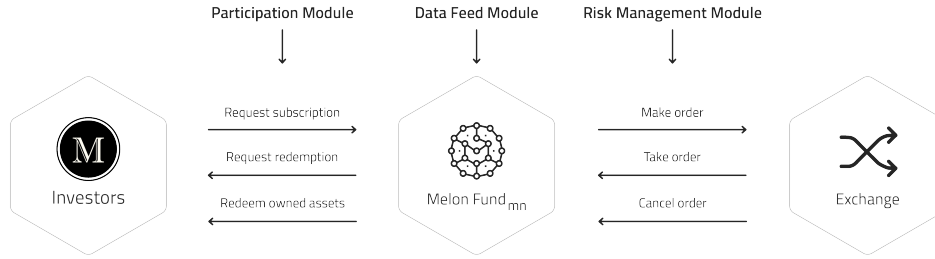 Participation Module
Data Feed Module
Risk Management Module
Request subscription
Make order
M
Request redemption
Take order
Investors
Melon Fund mn
Exchange
Redeem owned assets
Cancel order